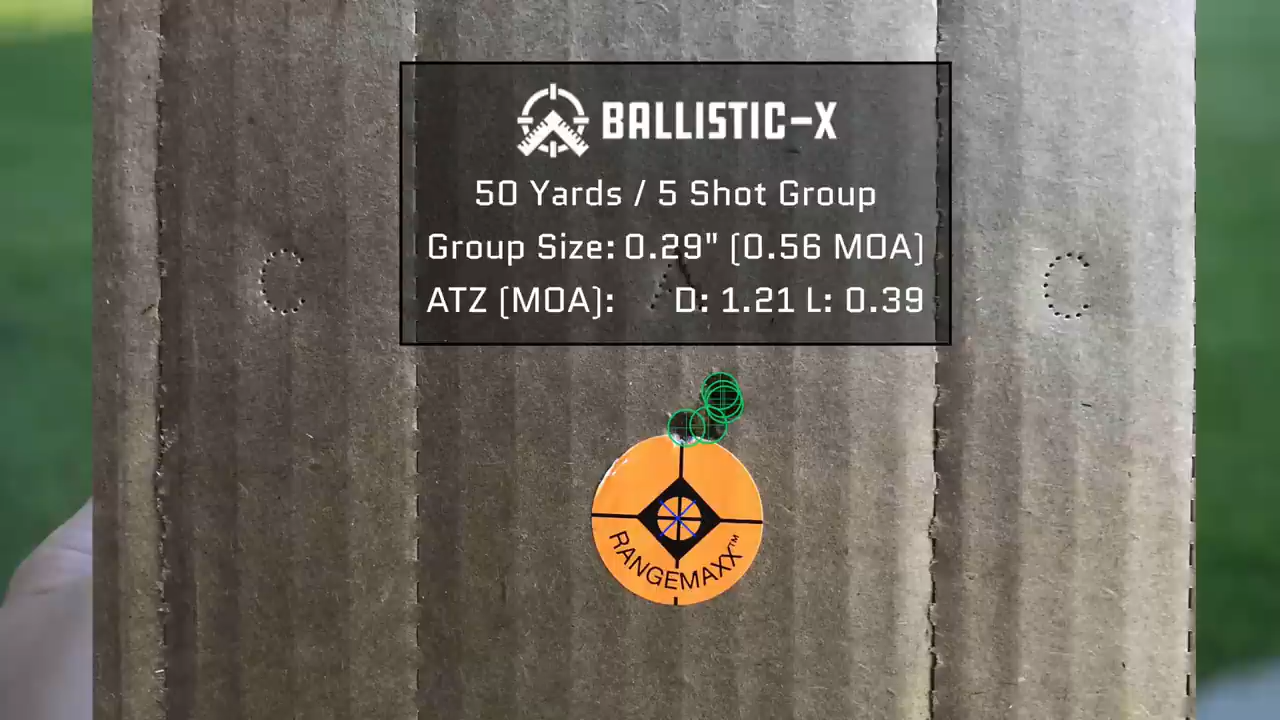 BALLISTIC-X
50 Yards / 5 Shot Group
Group Size: 0.29" (0.56 MOA)
ATZ (MOA): D: 1.21 L: 0.39
C
A
C
RANGEMAXX™